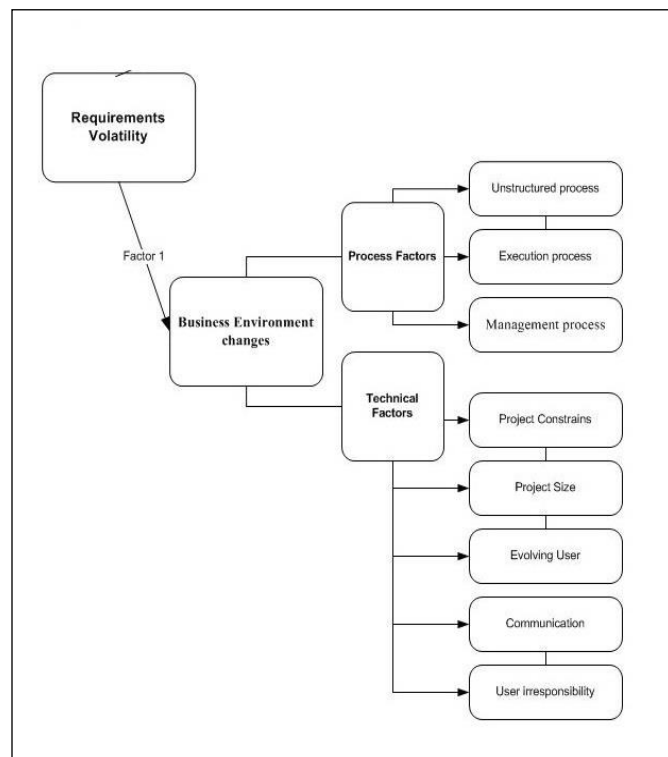 Requirements
Volatility
Factor 1
Business Environment
changes
Process Factors
Unstructured process
Execution process
Management process
Technical
Factors
Project Constrains
Project Size
Evolving User
Communication
User irresponsibility